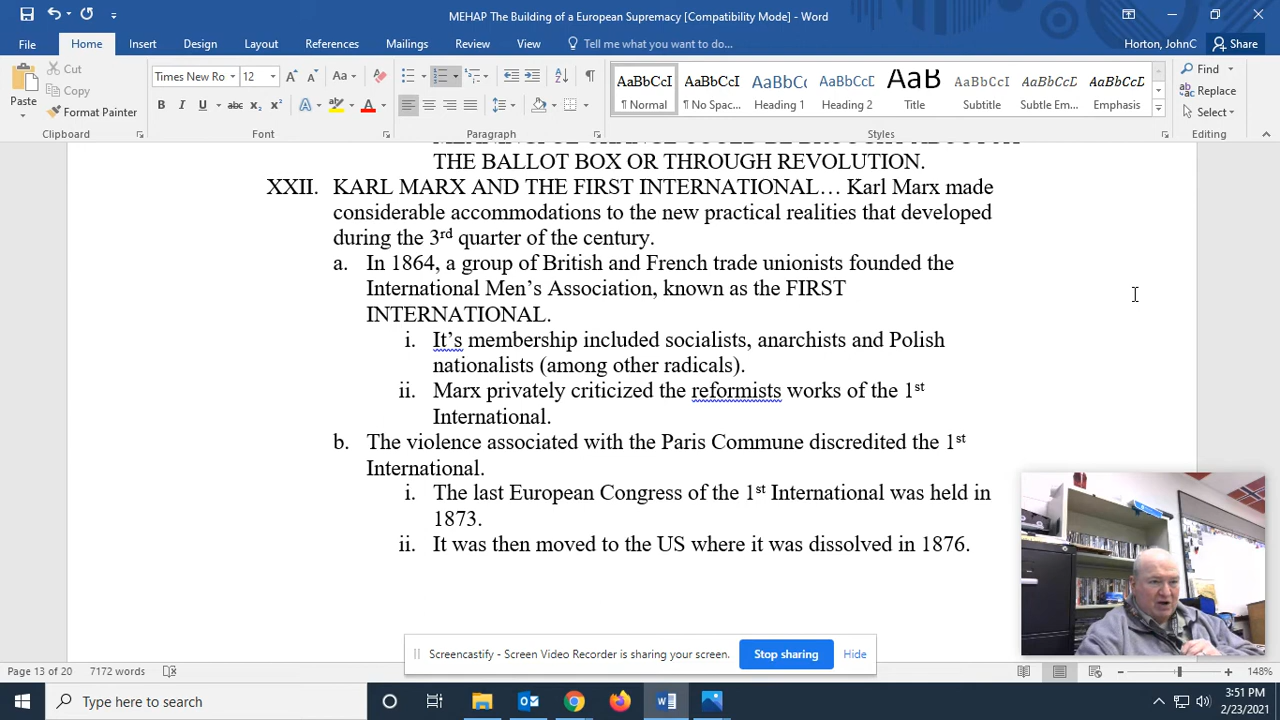 MEHAP The Building of a European Supremacy [Compatibility Mode] - Word
File Home Insert Design Layout References Mailings Review View Tell me what you want to do... Horton, JohnC Share
Paste
Cut
Copy
Format Painter
Clipboard
Times New Ro 12
Font
Paragraph
AaBbCcI AaBbCcI AaBbCc AaBbCcI AaB AaBbCcI AaBbCcI AaBbCcI
¶ Normal ¶ No Spac... Heading 1 Heading 2 Title Subtitle Subtle Em... Emphasis
Styles
Find
Replace
Select
Editing
THE BALLOT BOX OR THROUGH REVOLUTION.
XXII. KARL MARX AND THE FIRST INTERNATIONAL… Karl Marx made
considerable accommodations to the new practical realities that developed
during the 3rd quarter of the century.
a. In 1864, a group of British and French trade unionists founded the
International Men’s Association, known as the FIRST
INTERNATIONAL.
i. It’s membership included socialists, anarchists and Polish
nationalists (among other radicals).
ii. Marx privately criticized the reformists works of the 1st
International.
b. The violence associated with the Paris Commune discredited the 1st
International.
i. The last European Congress of the 1st International was held in
1873.
ii. It was then moved to the US where it was dissolved in 1876.
Screencastify - Screen Video Recorder is sharing your screen. Stop sharing Hide
Page 13 of 20 7172 words 148%
Type here to search
3:51 PM
2/23/2021